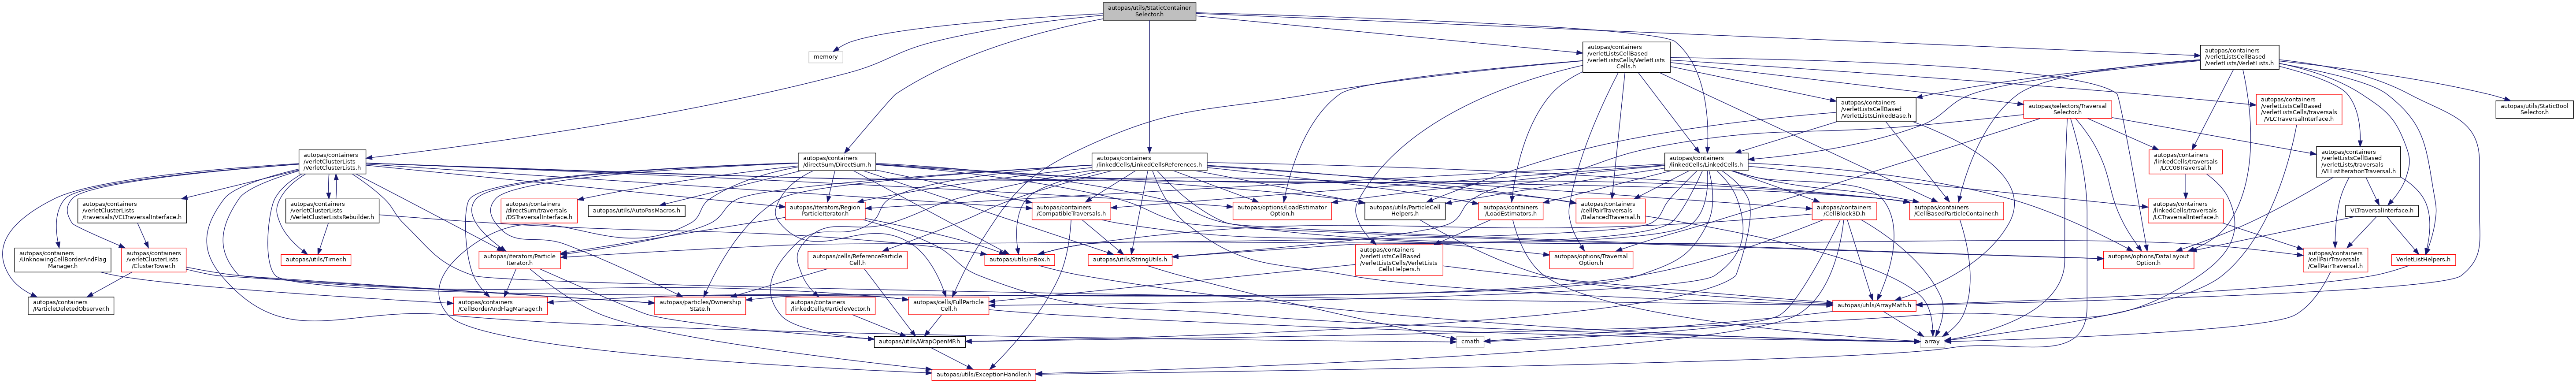 autopas/utils/StaticContainer
Selector.h
memory
autopas/containers
/verletListsCellBased
/verletListsCells/VerletLists
Cells.h
autopas/containers
/verletListsCellBased
/verletLists/VerletLists.h
autopas/containers
/verletListsCellBased
/VerletListsLinkedBase.h
autopas/selectors/Traversal
Selector.h
autopas/containers
/verletListsCellBased
/verletListsCells/traversals
/VLCTraversalInterface.h
autopas/utils/StaticBool
Selector.h
autopas/containers
/verletClusterLists
/VerletClusterLists.h
autopas/containers
/directSum/DirectSum.h
autopas/containers
/linkedCells/LinkedCellsReferences.h
autopas/containers
/linkedCells/LinkedCells.h
autopas/containers
/linkedCells/traversals
/LCC08Traversal.h
autopas/containers
/verletListsCellBased
/verletLists/traversals
/VLListIterationTraversal.h
autopas/containers
/verletClusterLists
/traversals/VCLTraversalInterface.h
autopas/containers
/verletClusterLists
/VerletClusterListsRebuilder.h
autopas/containers
/directSum/traversals
/DSTraversalInterface.h
autopas/utils/AutoPasMacros.h
autopas/iterators/Region
ParticleIterator.h
autopas/containers
/CompatibleTraversals.h
autopas/options/LoadEstimator
Option.h
autopas/utils/ParticleCell
Helpers.h
autopas/containers
/LoadEstimators.h
autopas/containers
/cellPairTraversals
/BalancedTraversal.h
autopas/containers
/CellBlock3D.h
autopas/containers
/CellBasedParticleContainer.h
autopas/containers
/linkedCells/traversals
/LCTraversalInterface.h
VLTraversalInterface.h
autopas/containers
/UnknowingCellBorderAndFlag
Manager.h
autopas/containers
/verletClusterLists
/ClusterTower.h
autopas/utils/Timer.h
autopas/iterators/Particle
Iterator.h
autopas/cells/ReferenceParticle
Cell.h
autopas/utils/inBox.h
autopas/utils/StringUtils.h
autopas/containers
/verletListsCellBased
/verletListsCells/VerletLists
CellsHelpers.h
autopas/options/Traversal
Option.h
autopas/options/DataLayout
Option.h
autopas/containers
/cellPairTraversals
/CellPairTraversal.h
VerletListHelpers.h
autopas/containers
/ParticleDeletedObserver.h
autopas/containers
/CellBorderAndFlagManager.h
autopas/particles/Ownership
State.h
autopas/containers
/linkedCells/ParticleVector.h
autopas/cells/FullParticle
Cell.h
autopas/utils/ArrayMath.h
autopas/utils/WrapOpenMP.h
cmath
array
autopas/utils/ExceptionHandler.h